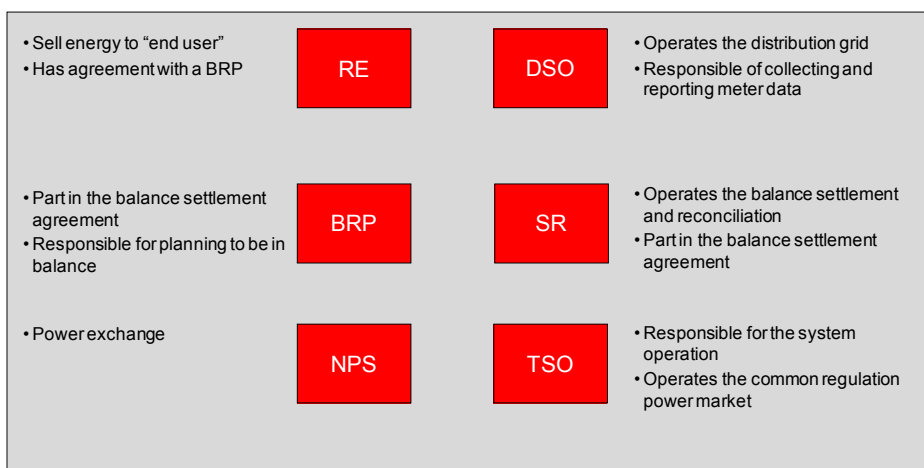 • Sell energy to “end user”
• Has agreement with a BRP
RE
DSO
• Operates the distribution grid
• Responsible of collecting and
reporting meter data
• Part in the balance settlement
agreement
• Responsible for planning to be in
balance
BRP
SR
• Operates the balance settlement
and reconciliation
• Part in the balance settlement
agreement
• Power exchange
NPS
TSO
• Responsible for the system
operation
• Operates the common regulation
power market